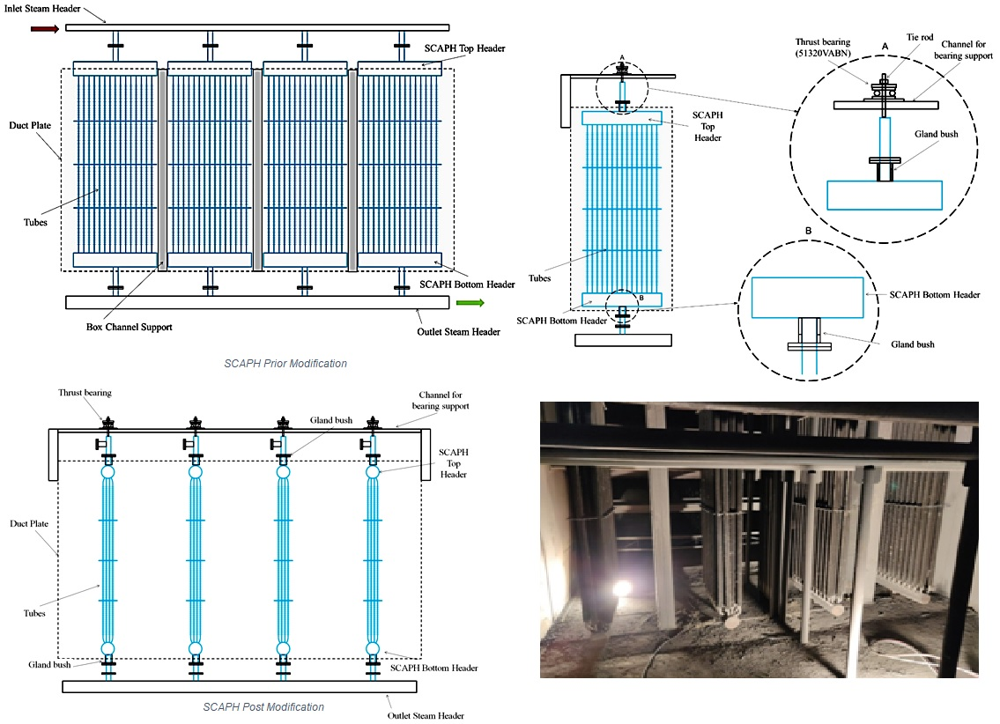 Inlet Steam Header
SCAPH Top Header
Duct Plate
Tubes
SCAPH Bottom Header
Box Channel Support
Outlet Steam Header
SCAPH Prior Modification
A
SCAPH
Top
Header
Tubes
B
SCAPH Bottom Header
A
Thrust bearing
(51320VABN)
Tie rod
Channel for
bearing support
Gland bush
B
SCAPH Bottom Header
Gland bush
Thrust bearing
Channel for
bearing support
Gland bush
SCAPH
Top
Header
Duct Plate
Tubes
Gland bush
SCAPH Bottom Header
Outlet Steam Header
SCAPH Post Modification